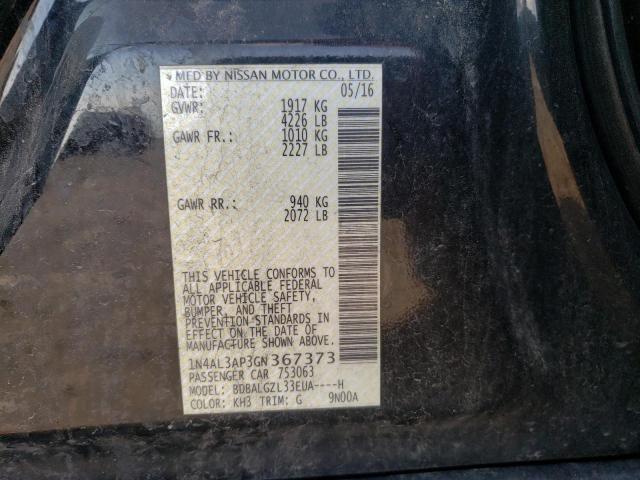 MFD BY NISSAN MOTOR CO., LTD.
DATE: 05/16
GVWR: 1917 KG
4226 LB
GAWR FR.: 1010 KG
2227 LB
GAWR RR.: 940 KG
2072 LB
THIS VEHICLE CONFORMS TO
ALL APPLICABLE FEDERAL
MOTOR VEHICLE SAFETY,
BUMPER, AND THEFT
PREVENTION STANDARDS IN
EFFECT ON THE DATE OF
MANUFACTURE SHOWN ABOVE.
1N4AL3AP3GN367373
PASSENGER CAR 753063
MODEL: BDBALGZL33EUA----H
COLOR: KH3 TRIM: G 9N00A